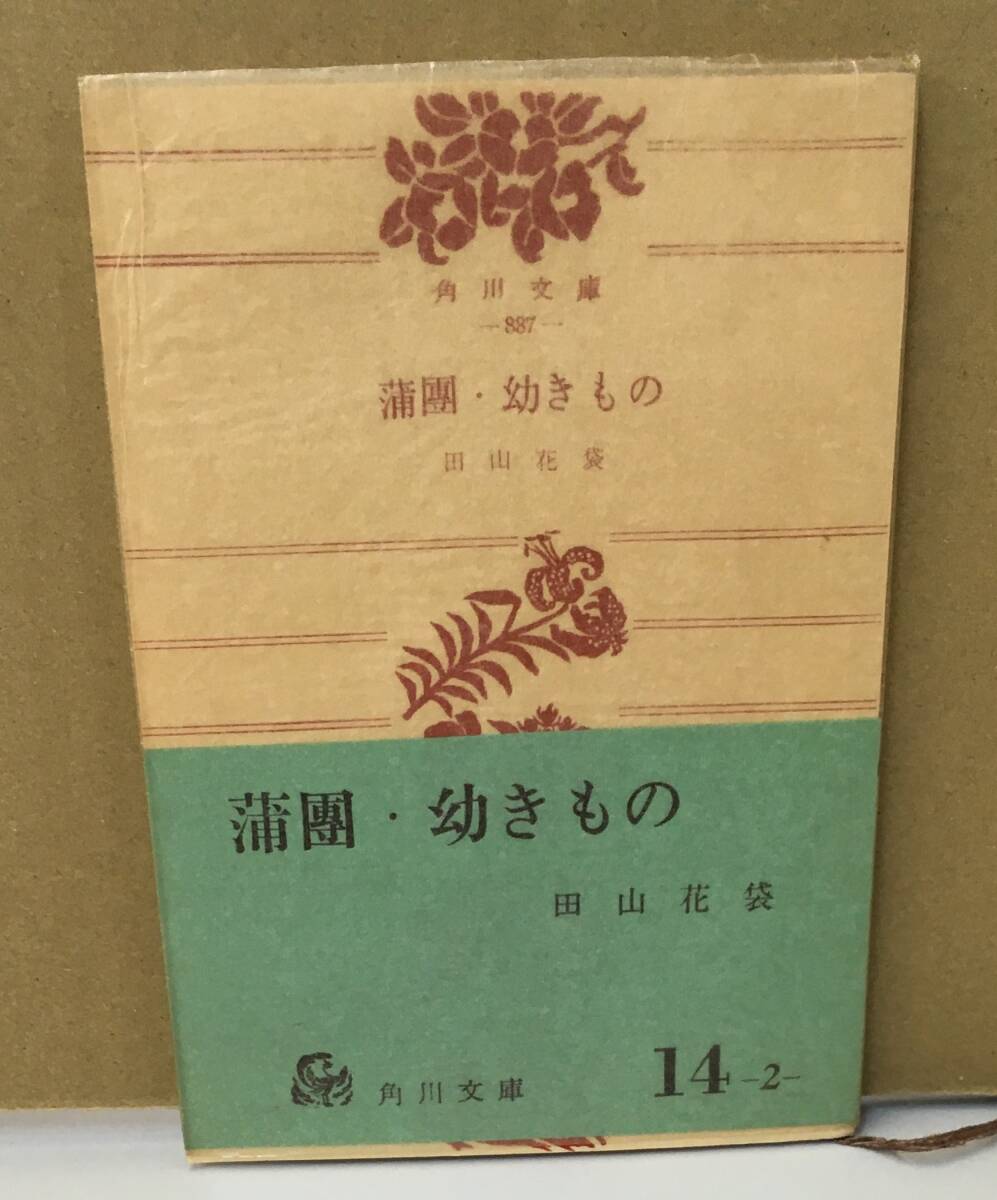 角川文庫
—887—
蒲團・幼きもの
田山花袋
蒲團・幼きもの
田山花袋
角川文庫
14 -2-